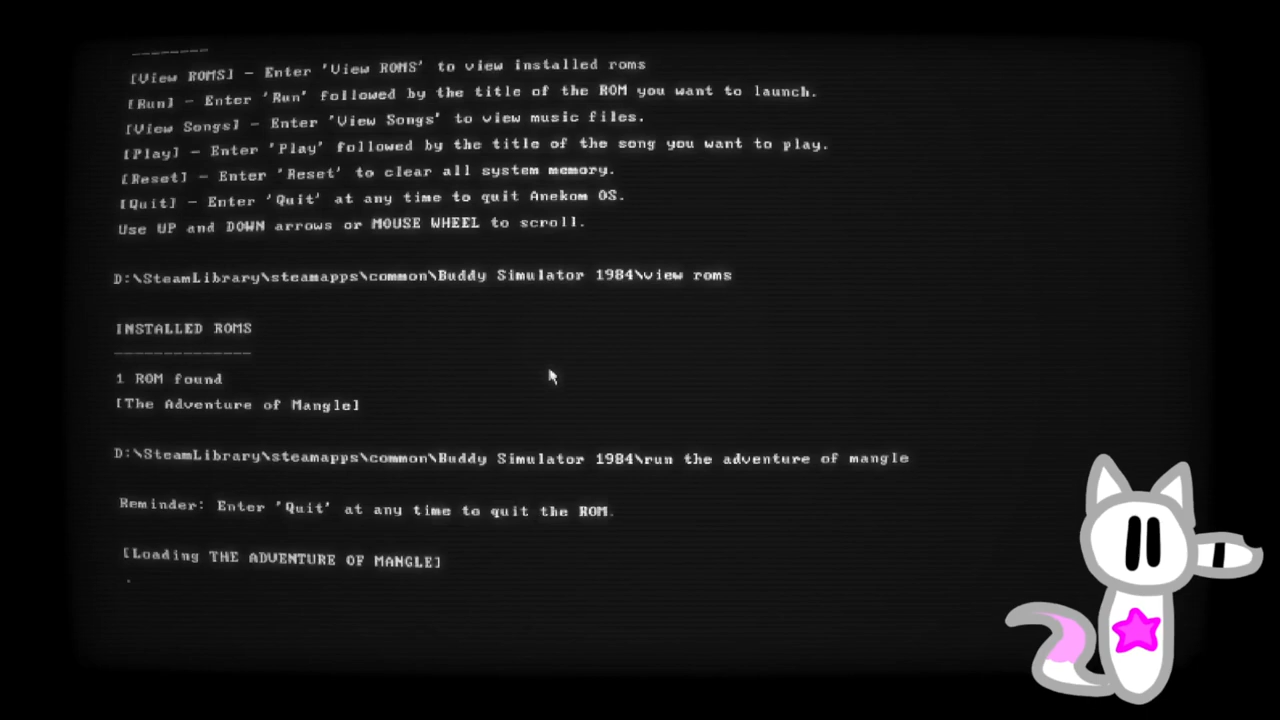 [View ROMS] - Enter 'View ROMS' to view installed roms
[Run] - Enter 'Run' followed by the title of the ROM you want to launch.
[View Songs] - Enter 'View Songs' to view music files.
[Play] - Enter 'Play' followed by the title of the song you want to play.
[Reset] - Enter 'Reset' to clear all system memory.
[Quit] - Enter 'Quit' at any time to quit Anekom OS.
Use UP and DOWN arrows or MOUSE WHEEL to scroll.
D:\SteamLibrary\steamapps\common\Buddy Simulator 1984\view roms
INSTALLED ROMS
--------------
1 ROM found
[The Adventure of Mangle]
D:\SteamLibrary\steamapps\common\Buddy Simulator 1984\run the adventure of mangle
Reminder: Enter 'Quit' at any time to quit the ROM.
[Loading THE ADVENTURE OF MANGLE]
.